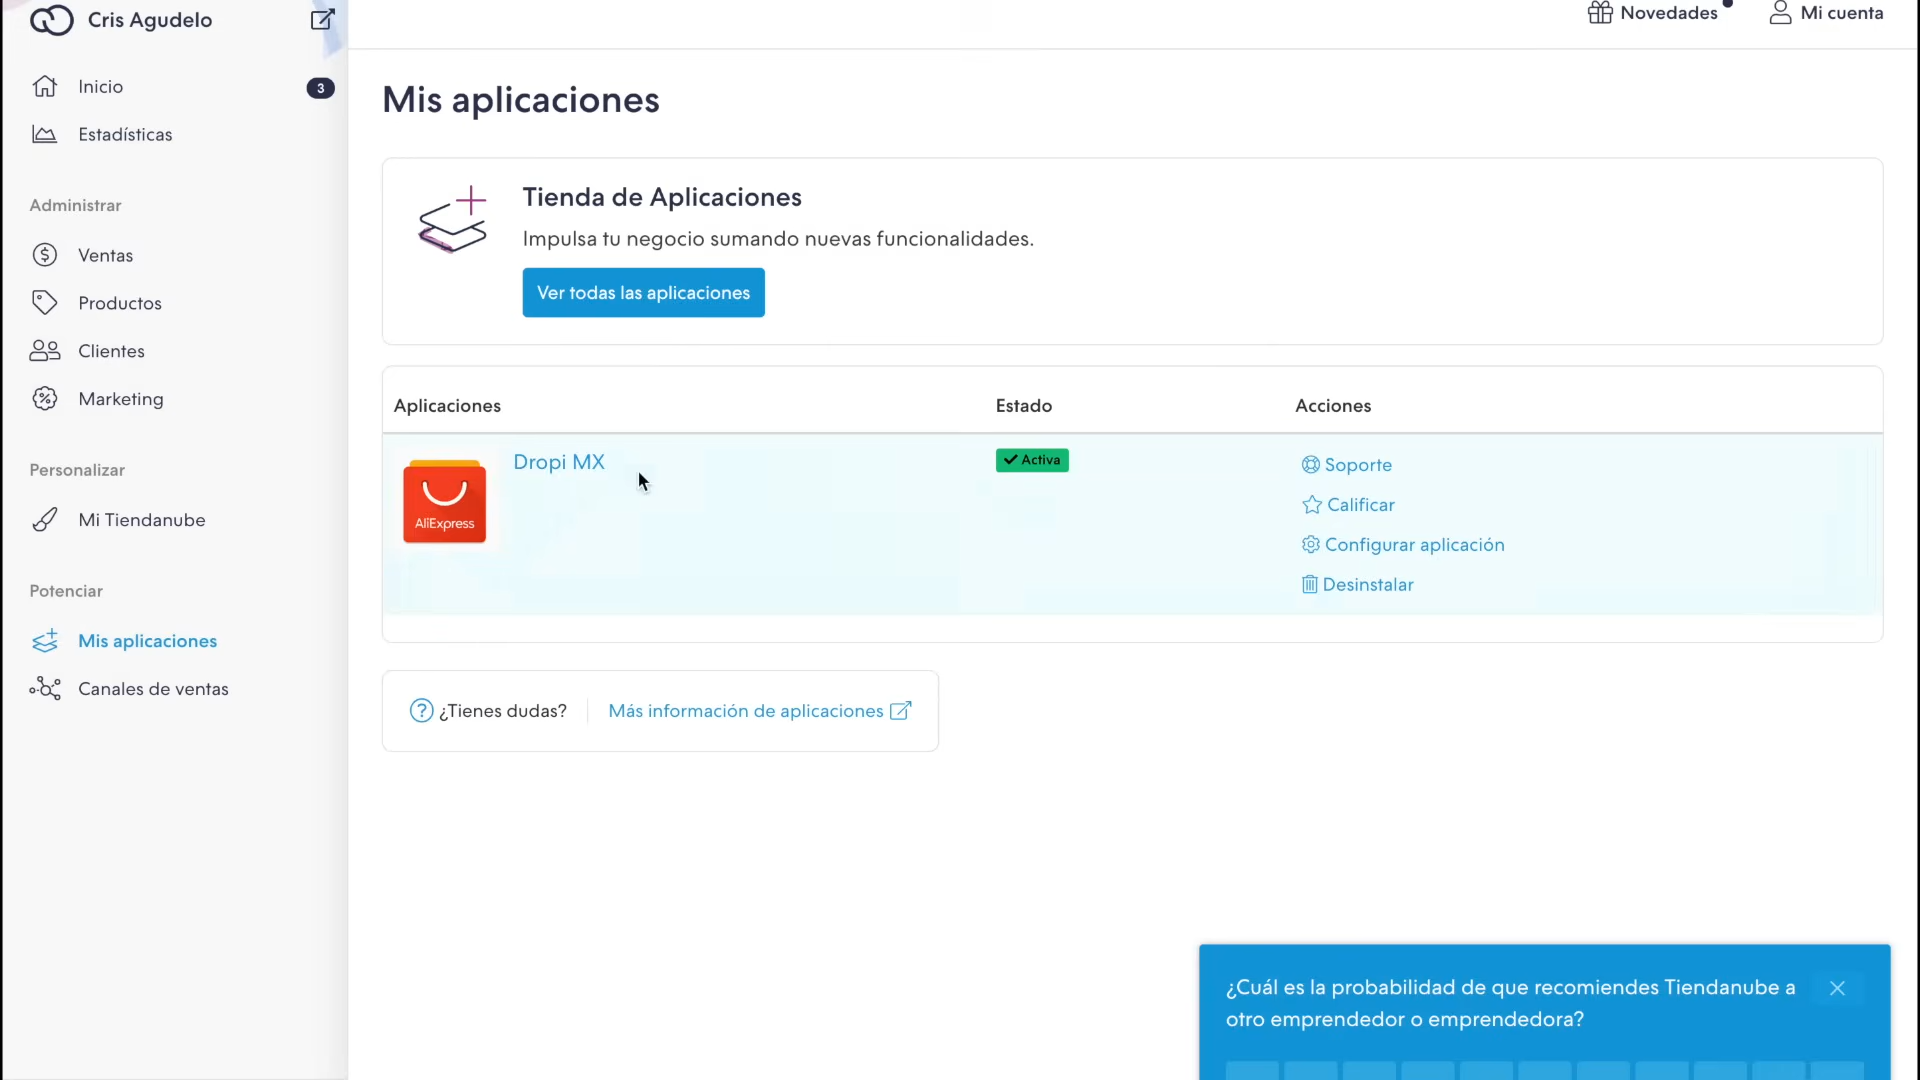 Cris Agudelo
Novedades
Mi cuenta
Inicio
3
Estadísticas
Administrar
Ventas
Productos
Clientes
Marketing
Personalizar
Mi Tiendanube
Potenciar
Mis aplicaciones
Canales de ventas
Mis aplicaciones
Tienda de Aplicaciones
Impulsa tu negocio sumando nuevas funcionalidades.
Ver todas las aplicaciones
Aplicaciones
Estado
Acciones
AliExpress
Dropi MX
Activa
Soporte
Calificar
Configurar aplicación
Desinstalar
¿Tienes dudas?
Más información de aplicaciones
¿Cuál es la probabilidad de que recomiendes Tiendanube a
otro emprendedor o emprendedora?